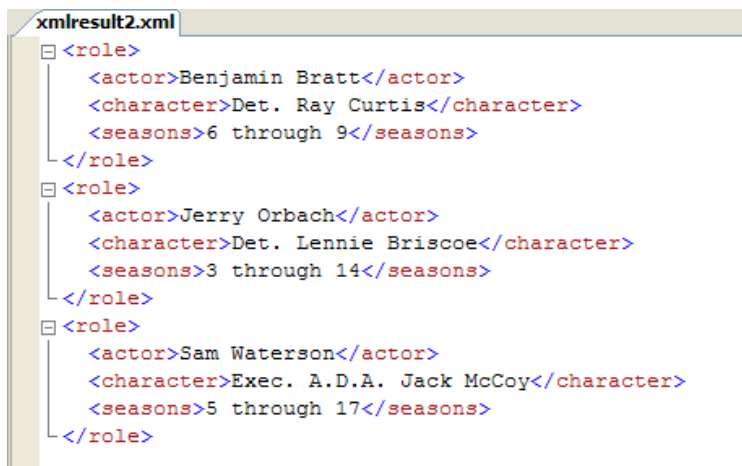 xmlresult2.xml
<role>
<actor>Benjamin Bratt</actor>
<character>Det. Ray Curtis</character>
<seasons>6 through 9</seasons>
</role>
<role>
<actor>Jerry Orbach</actor>
<character>Det. Lennie Briscoe</character>
<seasons>3 through 14</seasons>
</role>
<role>
<actor>Sam Waterson</actor>
<character>Exec. A.D.A. Jack McCoy</character>
<seasons>5 through 17</seasons>
</role>